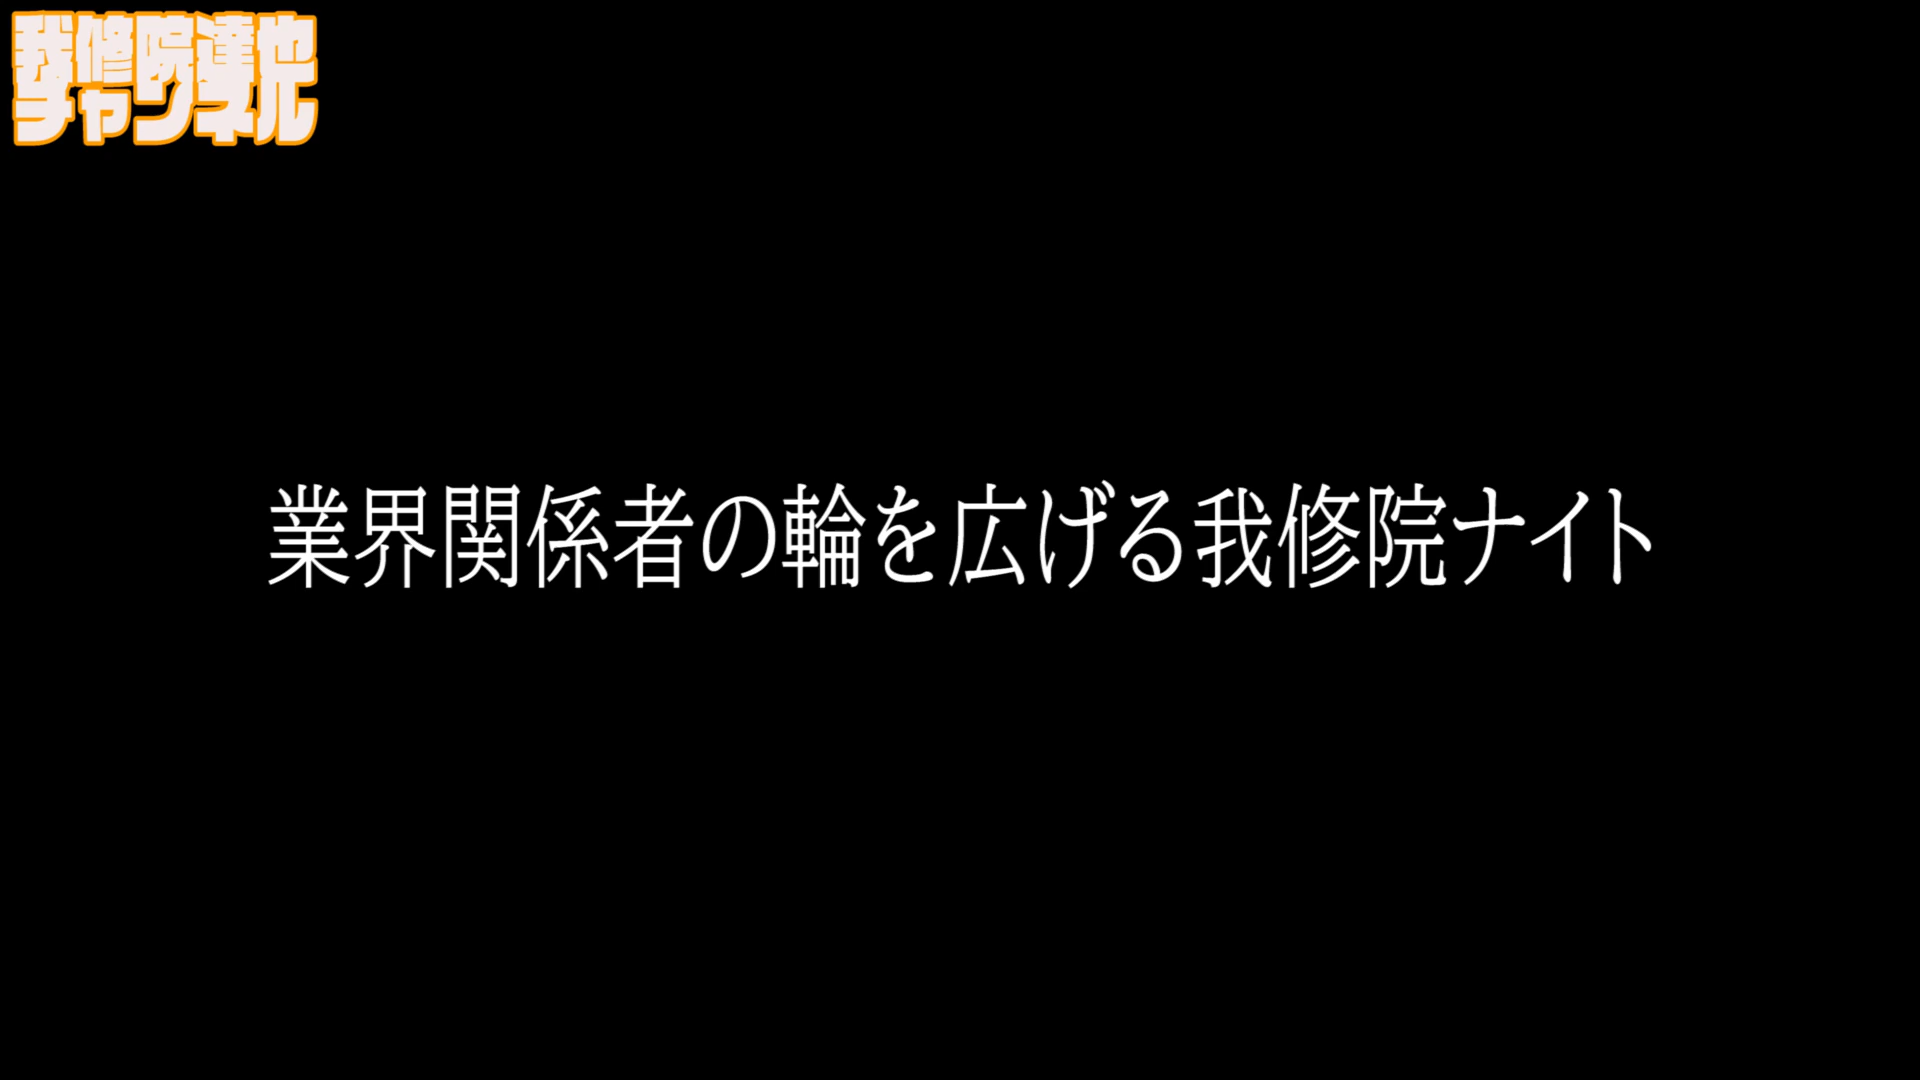 我修院達也
チャンネル
業界関係者の輪を広げる我修院ナイト